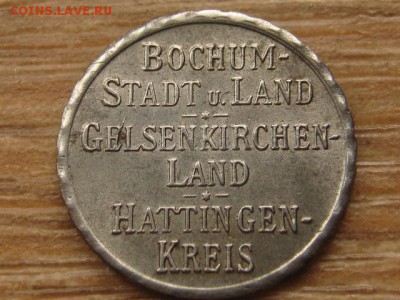 COINS.LAVE.RU
BOCHUM-
STADT U. LAND
GELSENKIRCHEN-
LAND
HATTINGEN-
KREIS